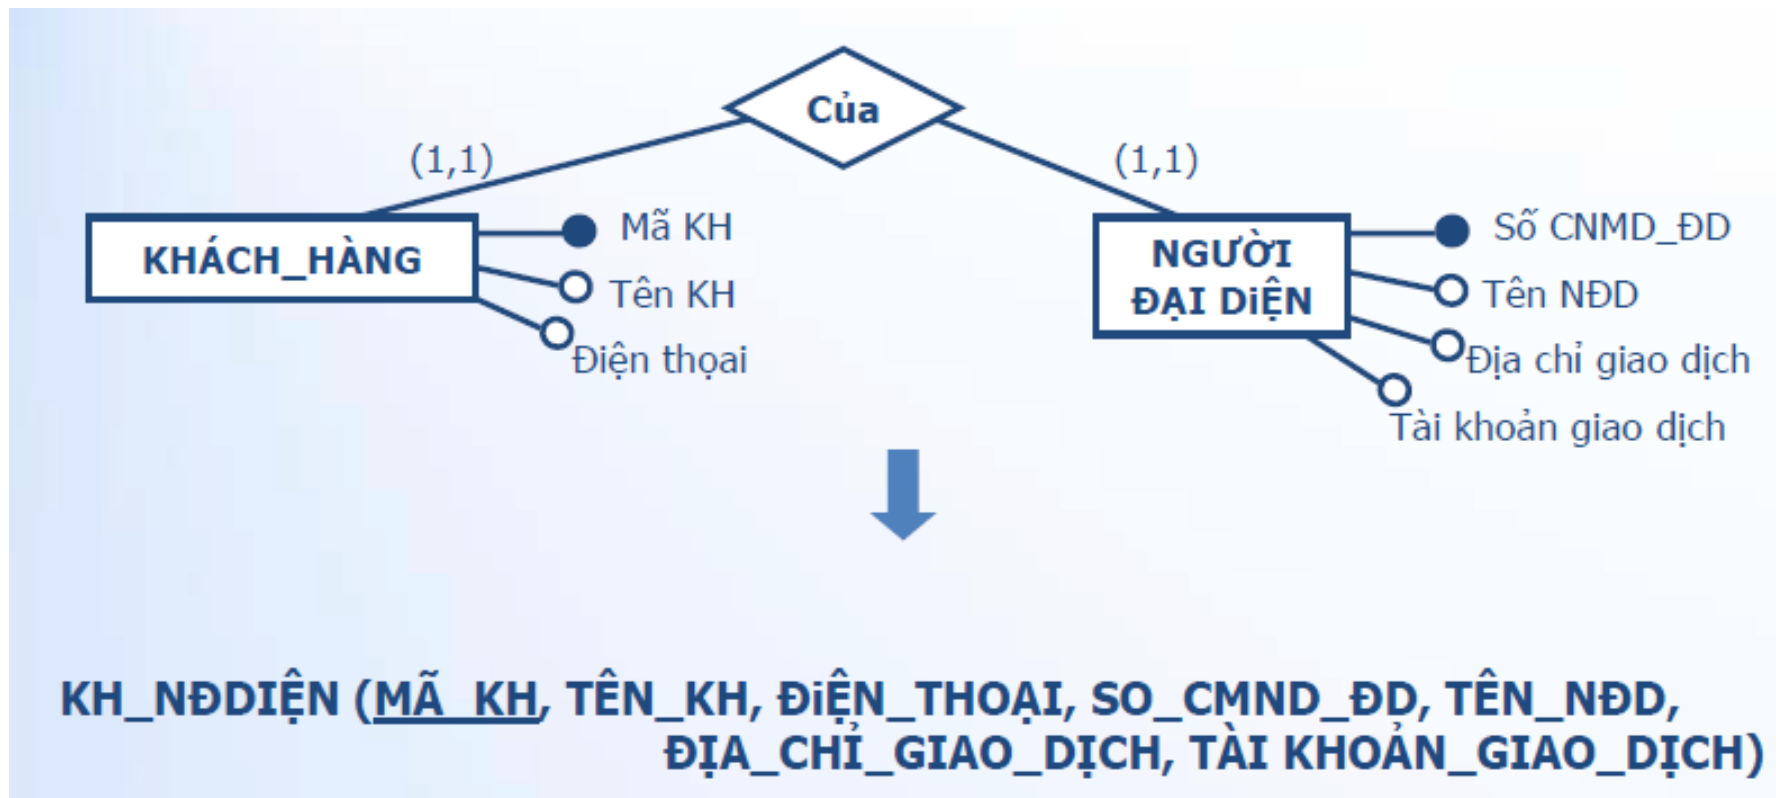 Của
(1,1)
(1,1)
KHÁCH_HÀNG
Mã KH
Tên KH
Điện thọai
NGƯỜI
ĐẠI DiỆN
Số CNMD_ĐD
Tên NĐD
Địa chỉ giao dịch
Tài khoản giao dịch
KH_NĐDIỆN (MÃ_KH, TÊN_KH, ĐiỆN_THOẠI, SO_CMND_ĐD, TÊN_NĐD,
ĐỊA_CHỈ_GIAO_DỊCH, TÀI KHOẢN_GIAO_DỊCH)